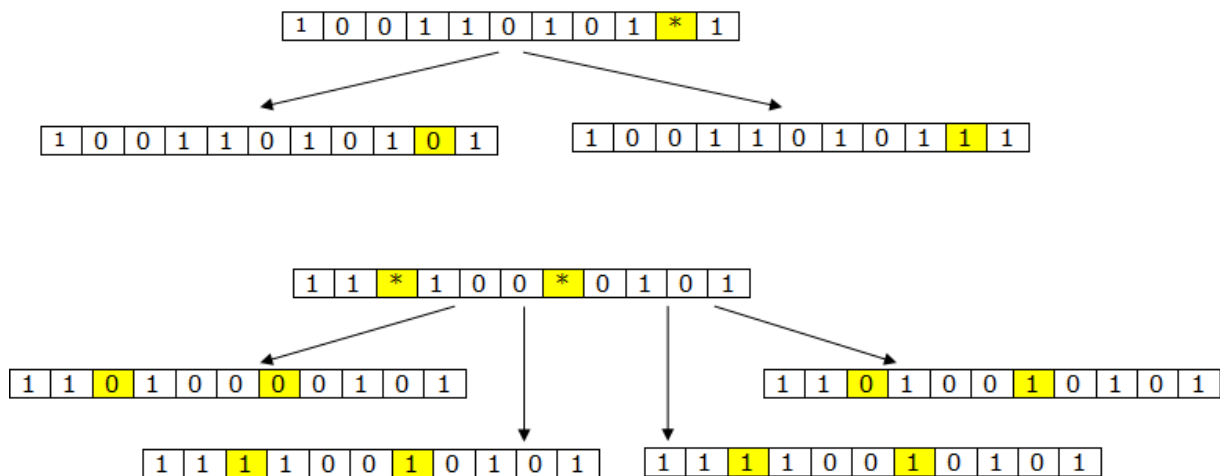 1 0 0 1 1 0 1 0 1 * 1
1 0 0 1 1 0 1 0 1 0 1
1 0 0 1 1 0 1 0 1 1 1
1 1 * 1 0 0 * 0 1 0 1
1 1 0 1 0 0 0 0 1 0 1
1 1 0 1 0 0 1 0 1 0 1
1 1 1 1 0 0 1 0 1 0 1
1 1 1 1 0 0 1 0 1 0 1